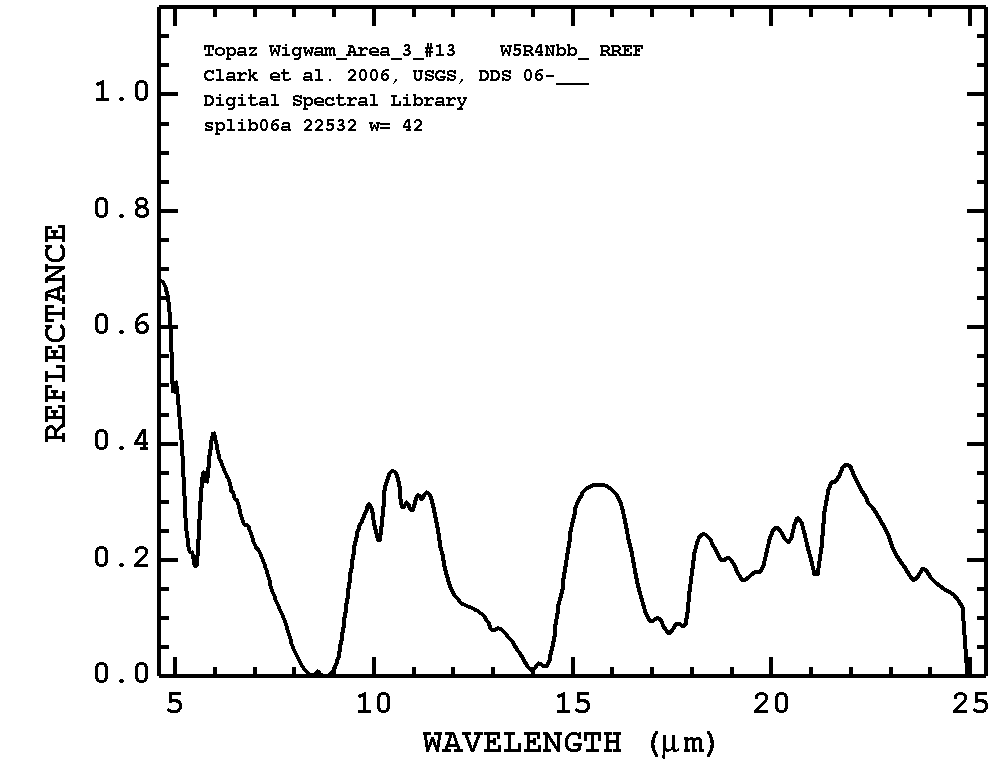 Topaz Wigwam_Area_3_#13 W5R4Nbb_ RREF
Clark et al. 2006, USGS, DDS 06-___
Digital Spectral Library
splib06a 22532 w= 42
1.0
0.8
0.6
0.4
0.2
0.0
REFLECTANCE
5 10 15 20 25
WAVELENGTH (μm)